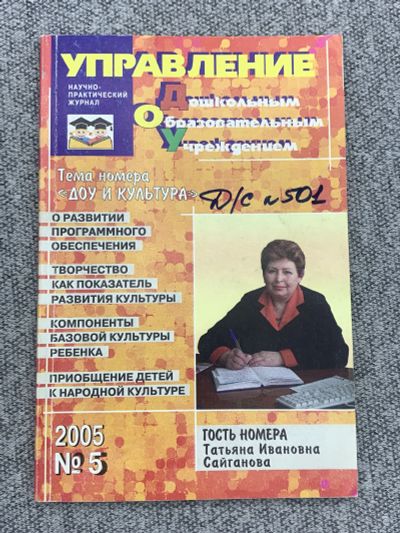 УПРАВЛЕНИЕ
НАУЧНО-
ПРАКТИЧЕСКИЙ
ЖУРНАЛ
Дошкольным
Образовательным
Учреждением
Тема номера
«ДОУ И КУЛЬТУРА»
Д/с №501
О РАЗВИТИИ
ПРОГРАММНОГО
ОБЕСПЕЧЕНИЯ
ТВОРЧЕСТВО
КАК ПОКАЗАТЕЛЬ
РАЗВИТИЯ КУЛЬТУРЫ
КОМПОНЕНТЫ
БАЗОВОЙ КУЛЬТУРЫ
РЕБЕНКА
ПРИОБЩЕНИЕ ДЕТЕЙ
К НАРОДНОЙ КУЛЬТУРЕ
2005
№ 5
ГОСТЬ НОМЕРА
Татьяна Ивановна
Сайганова